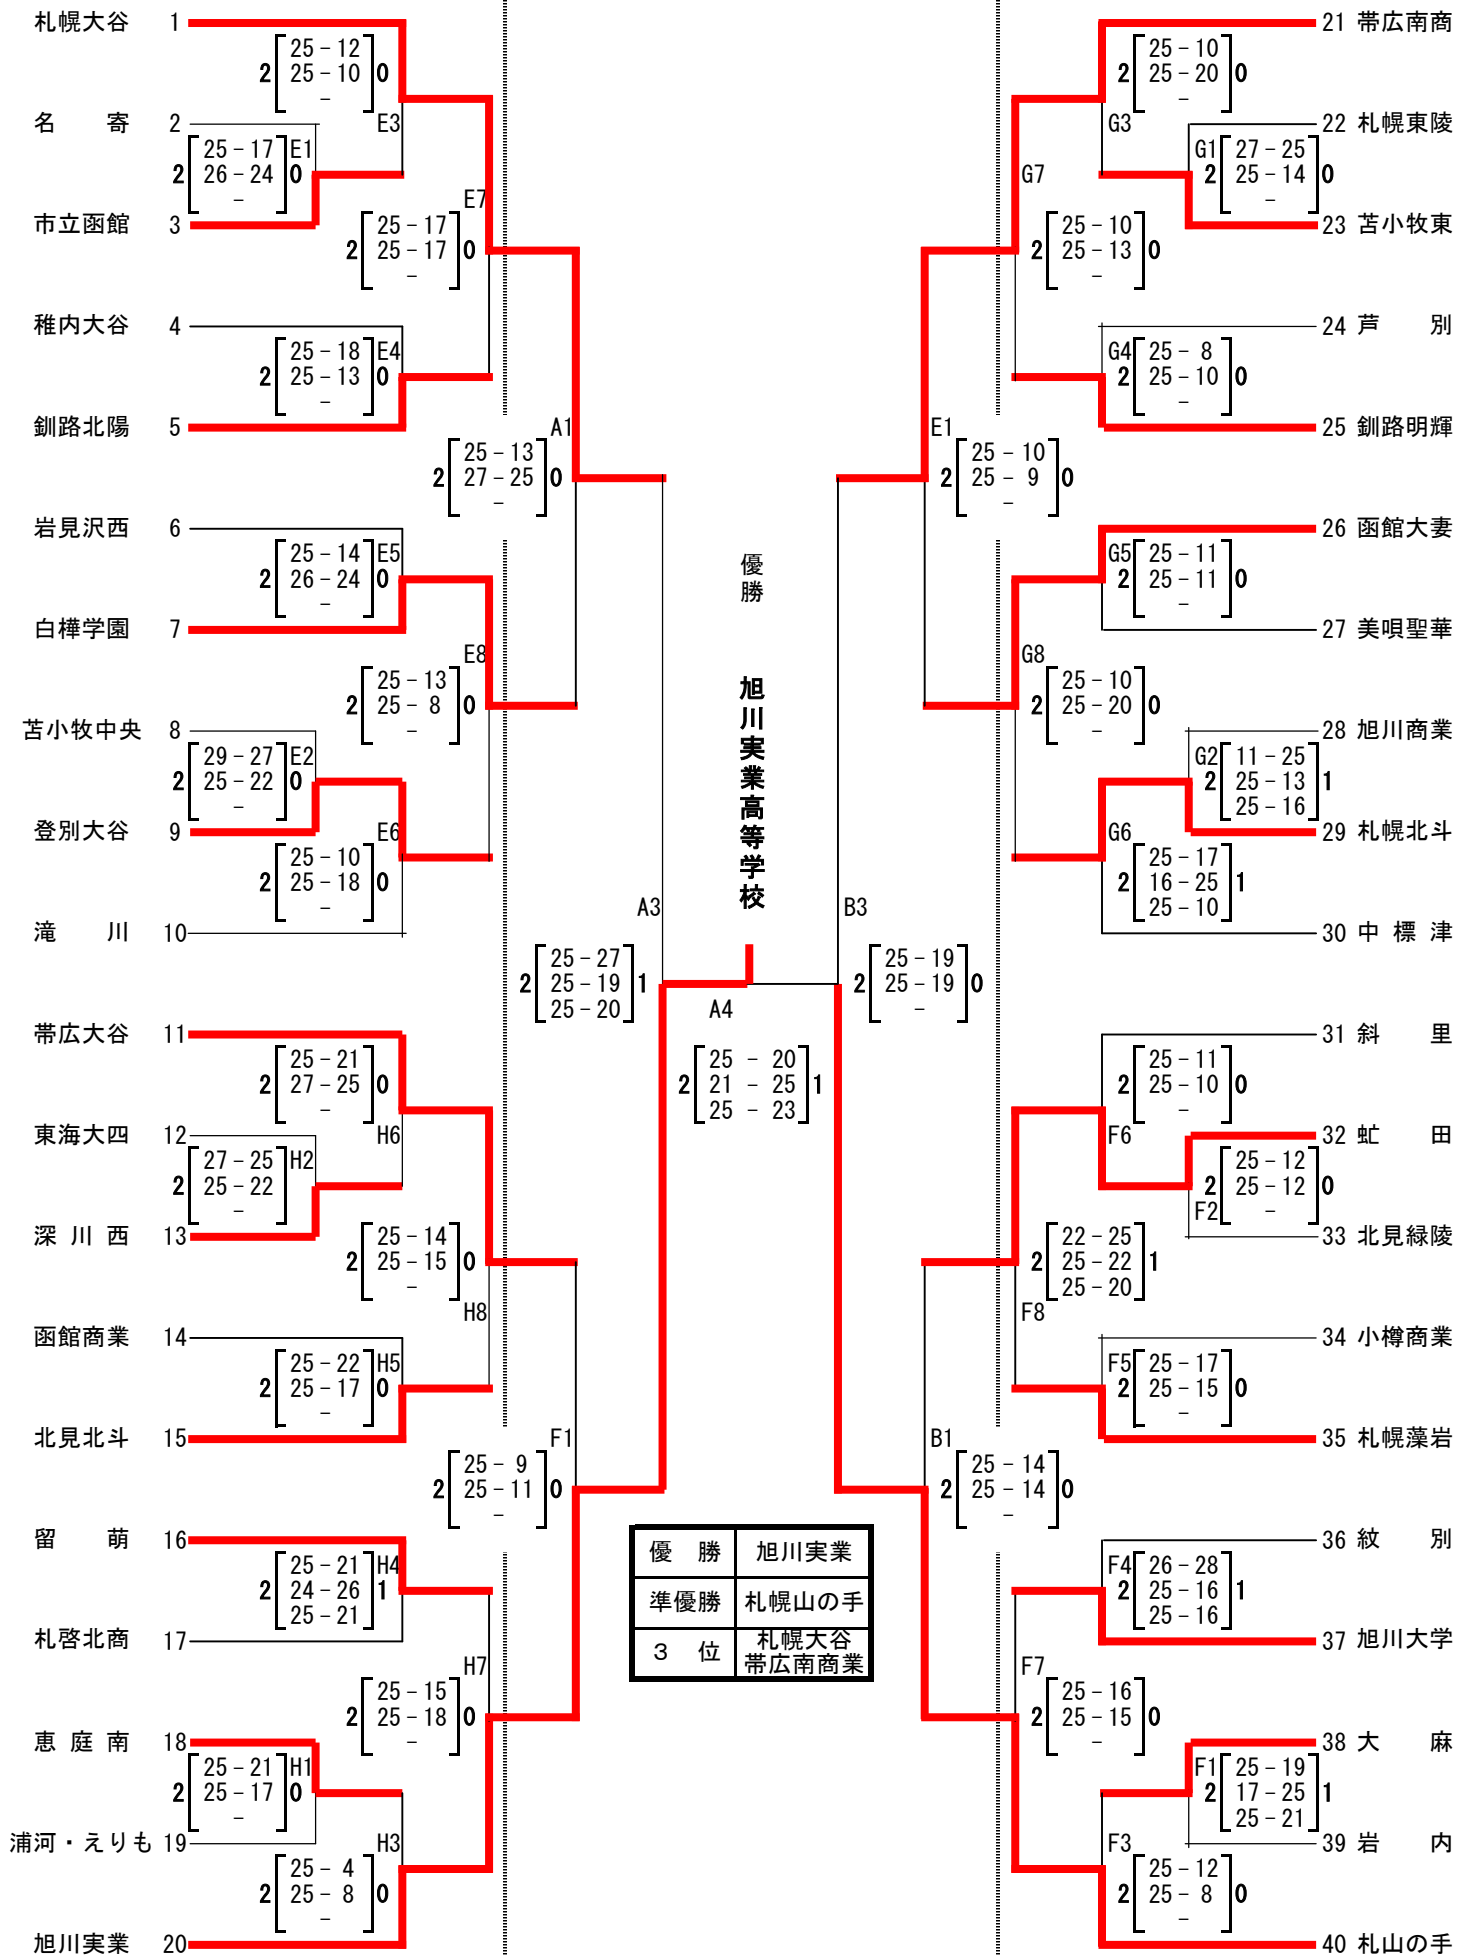 札幌大谷 1
25-12
2 25-10 0
-
E3
名 寄 2
25-17 E1
2 26-24 0
-
市立函館 3
E7
25-17
2 25-17 0
-
稚内大谷 4
25-18 E4
2 25-13 0
-
釧路北陽 5
A1
25-13
2 27-25 0
-
岩見沢西 6
25-14 E5
2 26-24 0
-
白樺学園 7
E8
25-13
2 25- 8 0
-
苫小牧中央 8
29-27 E2
2 25-22 0
-
登別大谷 9
E6
25-10
2 25-18 0
-
滝 川 10
A3
25-27
2 25-19 1
25-20
帯広大谷 11
25-21
2 27-25 0
-
H6
東海大四 12
27-25 H2
2 25-22
-
深川西 13
25-14
2 25-15 0
-
H8
函館商業 14
25-22 H5
2 25-17 0
-
北見北斗 15
F1
25- 9
2 25-11 0
-
留 萌 16
25-21 H4
2 24-26 1
25-21
札啓北商 17
H7
25-15
2 25-18 0
-
恵庭南 18
25-21 H1
2 25-17 0
-
浦河・えりも 19
H3
25- 4
2 25- 8 0
-
旭川実業 20
優勝
旭川実業高等学校
A4
25 - 20
2 21 - 25 1
25 - 23
優 勝 旭川実業
準優勝 札幌山の手
3 位 札幌大谷
帯広南商業
21 帯広南商
25-10
2 25-20 0
-
G3
22 札幌東陵
G1 27-25
2 25-14 0
-
23 苫小牧東
G7
25-10
2 25-13 0
-
24 芦 別
G4 25- 8
2 25-10 0
-
25 釧路明輝
E1
25 - 10
2 25 - 9 0
-
26 函館大妻
G5 25-11
2 25-11 0
-
27 美唄聖華
G8
25-10
2 25-20 0
-
28 旭川商業
G2 11-25
2 25-13 1
25-16
29 札幌北斗
G6
25-17
2 16-25 1
25-10
30 中標津
B3
25-19
2 25-19 0
-
31 斜 里
25-11
2 25-10 0
-
F6
32 虻 田
25-12
2 25-12 0
F2 -
33 北見緑陵
22-25
2 25-22 1
25-20
F8
34 小樽商業
F5 25-17
2 25-15 0
-
35 札幌藻岩
B1
25 - 14
2 25 - 14 0
-
36 紋 別
F4 26-28
2 25-16 1
25-16
37 旭川大学
F7
25-16
2 25-15 0
-
38 大 麻
F1 25-19
2 17-25 1
25-21
39 岩 内
F3
25-12
2 25- 8 0
-
40 札山の手